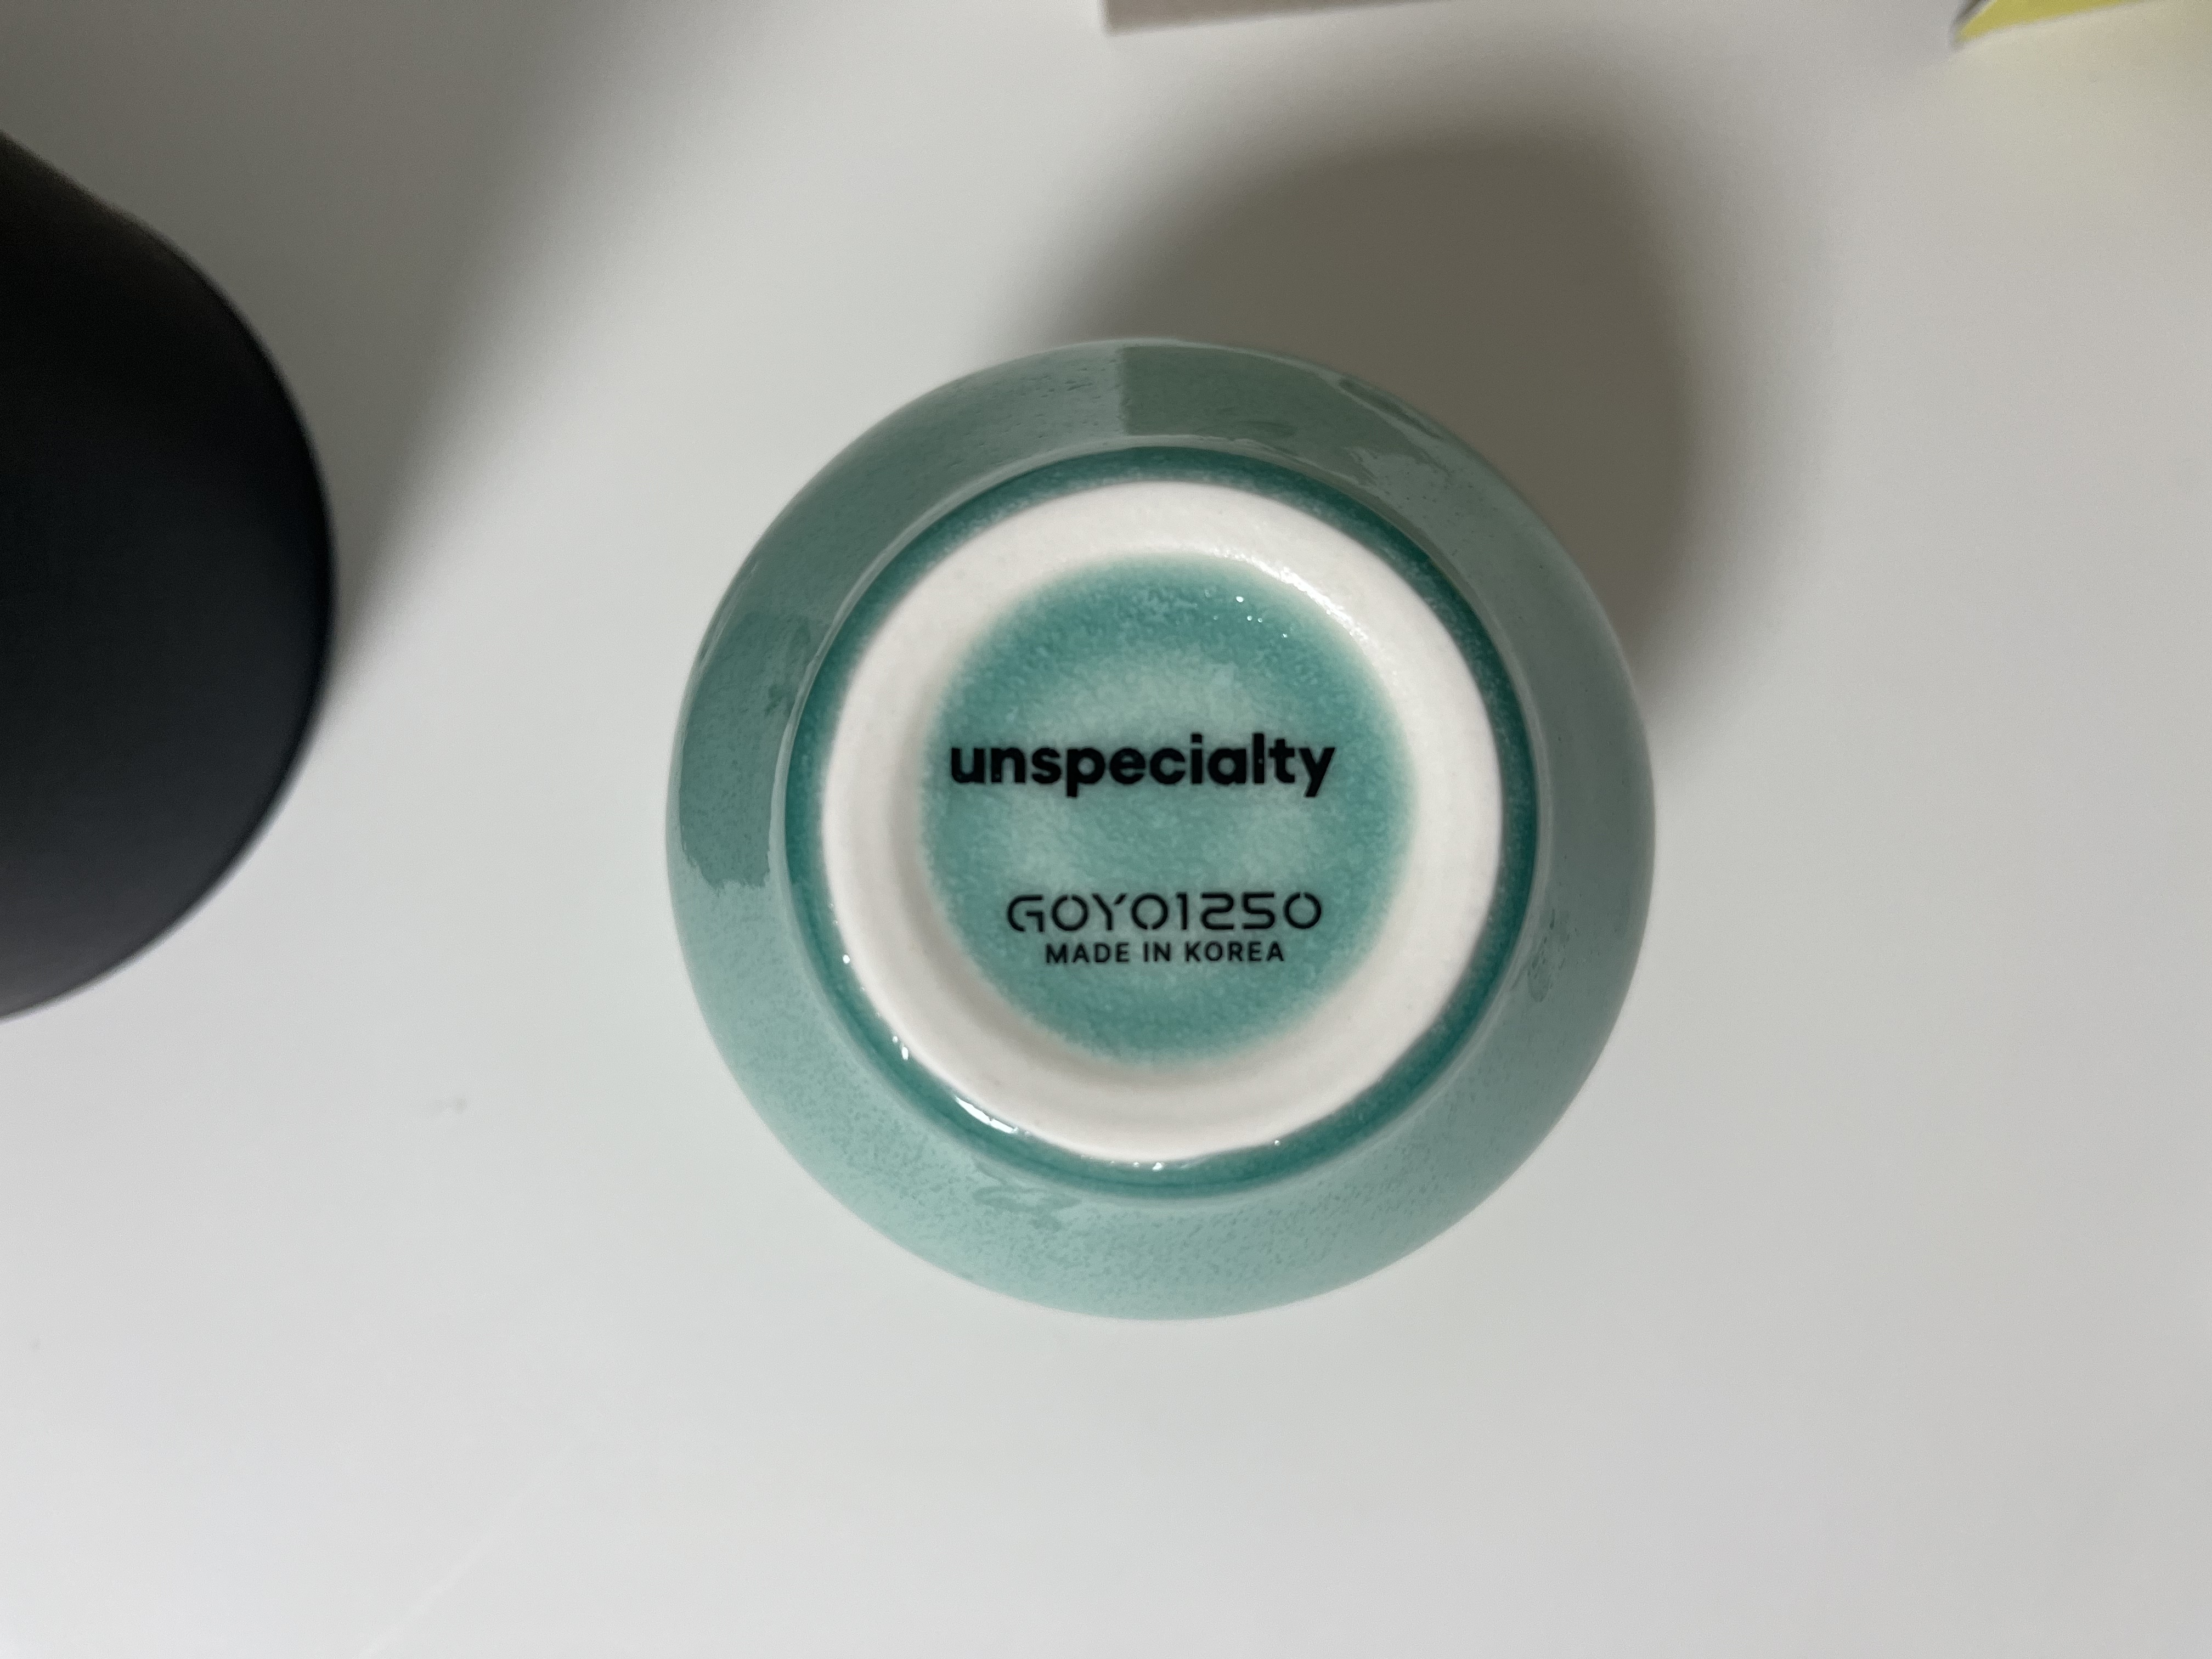 unspecialty
GOYO1250
MADE IN KOREA